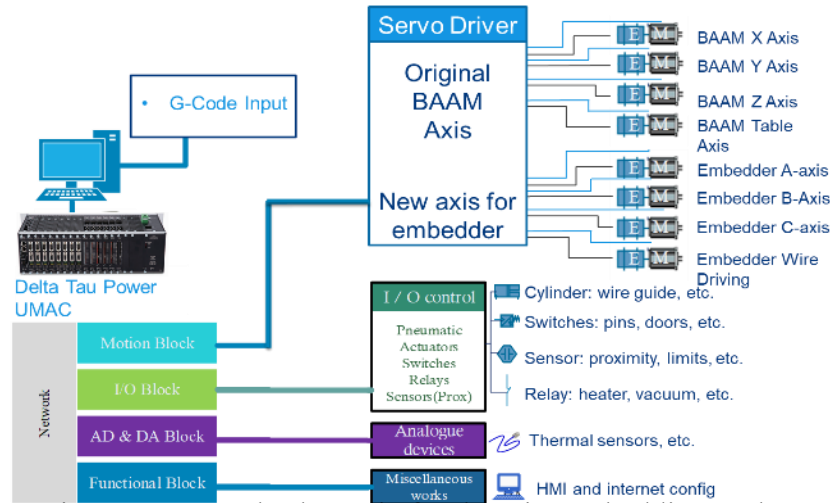 Servo Driver
Original
BAAM
Axis
New axis for
embedder
• G-Code Input
E M BAAM X Axis
E M BAAM Y Axis
E M BAAM Z Axis
E M BAAM Table
Axis
E M Embedder A-axis
E M Embedder B-Axis
E M Embedder C-axis
E M Embedder Wire
Driving
Delta Tau Power
UMAC
Network
Motion Block
I/O Block
AD & DA Block
Functional Block
I / O control
Pneumatic
Actuators
Switches
Relays
Sensors(Prox)
Cylinder: wire guide, etc.
Switches: pins, doors, etc.
Sensor: proximity, limits, etc.
Relay: heater, vacuum, etc.
Analogue
devices
Thermal sensors, etc.
Miscellaneous
works
HMI and internet config